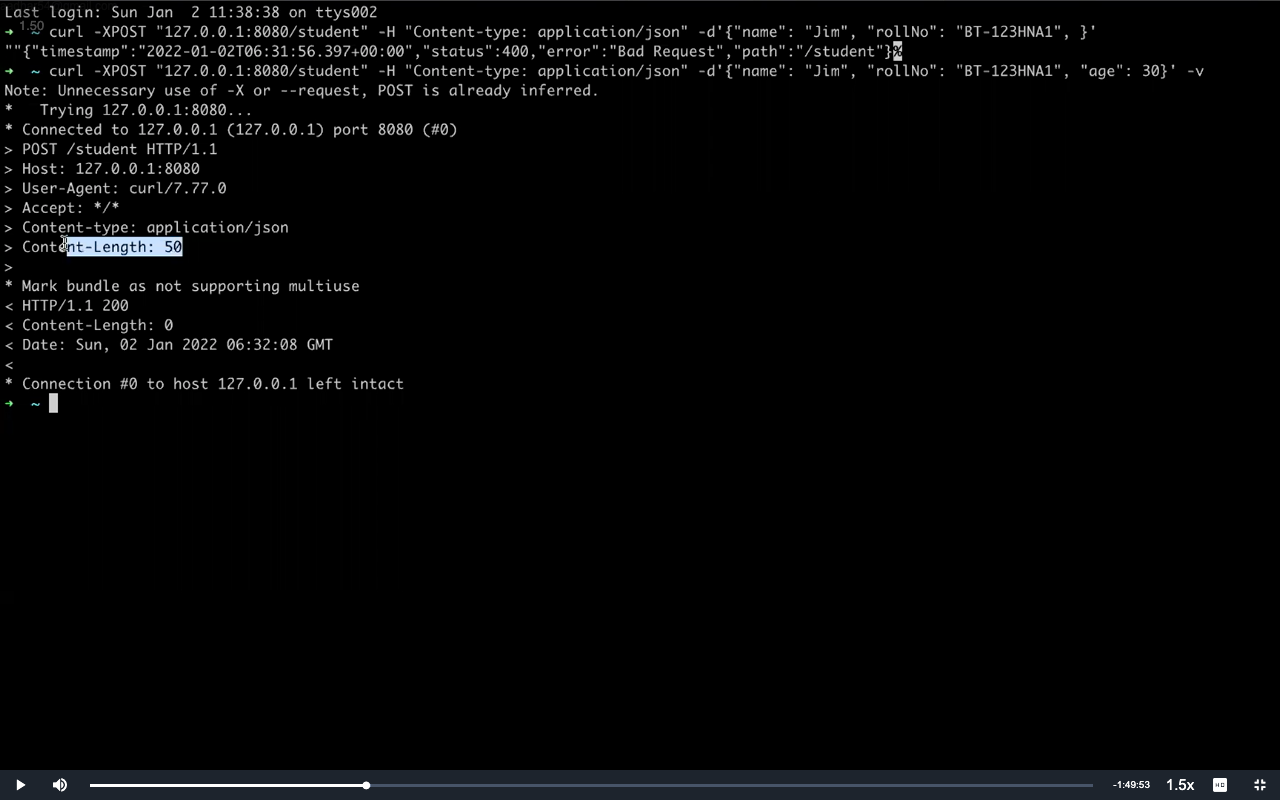 Last login: Sun Jan  2 11:38:38 on ttys002
1.50
➜  ~ curl -XPOST "127.0.0.1:8080/student" -H "Content-type: application/json" -d'{"name": "Jim", "rollNo": "BT-123HNA1", }'
""{"timestamp":"2022-01-02T06:31:56.397+00:00","status":400,"error":"Bad Request","path":"/student"}%
➜  ~ curl -XPOST "127.0.0.1:8080/student" -H "Content-type: application/json" -d'{"name": "Jim", "rollNo": "BT-123HNA1", "age": 30}' -v
Note: Unnecessary use of -X or --request, POST is already inferred.
*   Trying 127.0.0.1:8080...
* Connected to 127.0.0.1 (127.0.0.1) port 8080 (#0)
> POST /student HTTP/1.1
> Host: 127.0.0.1:8080
> User-Agent: curl/7.77.0
> Accept: */*
> Content-type: application/json
> Content-Length: 50
>
* Mark bundle as not supporting multiuse
< HTTP/1.1 200
< Content-Length: 0
< Date: Sun, 02 Jan 2022 06:32:08 GMT
<
* Connection #0 to host 127.0.0.1 left intact
➜  ~
-1:49:53 1.5x HD